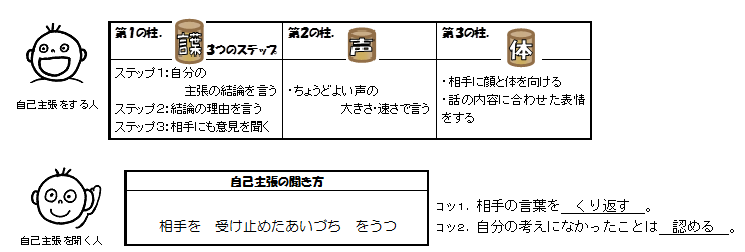 第1の柱. 言葉 3つのステップ
ステップ1:自分の
主張の結論を言う
ステップ2:結論の理由を言う
ステップ3:相手にも意見を聞く
第2の柱. 声
・ちょうどよい声の
大きさ・速さで言う
第3の柱. 体
・相手に顔と体を向ける
・話の内容に合わせた表情
をする
自己主張をする人
自己主張の聞き方
相手を 受け止めたあいづち をうつ
自己主張を聞く人
コツ1. 相手の言葉を くり返す 。
コツ2. 自分の考えになかったことは 認める 。